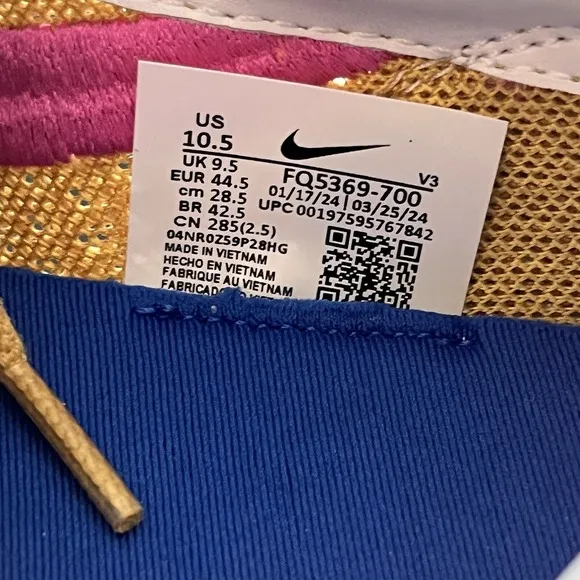 US
10.5
UK 9.5
EUR 44.5
cm 28.5
BR 42.5
CN 285(2.5)
FQ5369-700
V3
01/17/24 | 03/25/24
UPC 00197595767842
04NR0Z59P28HG
MADE IN VIETNAM
HECHO EN VIETNAM
FABRIQUE AU VIETNAM